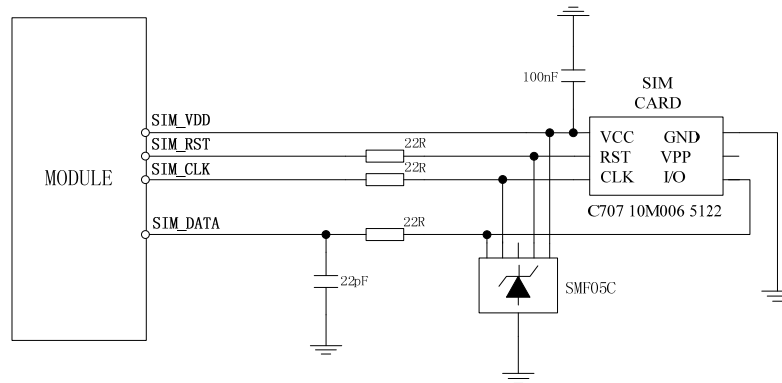 100nF
SIM
CARD
SIM_VDD
SIM_RST
22R
SIM_CLK
22R
VCC GND
RST VPP
CLK I/O
MODULE
C707 10M006 5122
SIM_DATA
22R
22pF
SMF05C